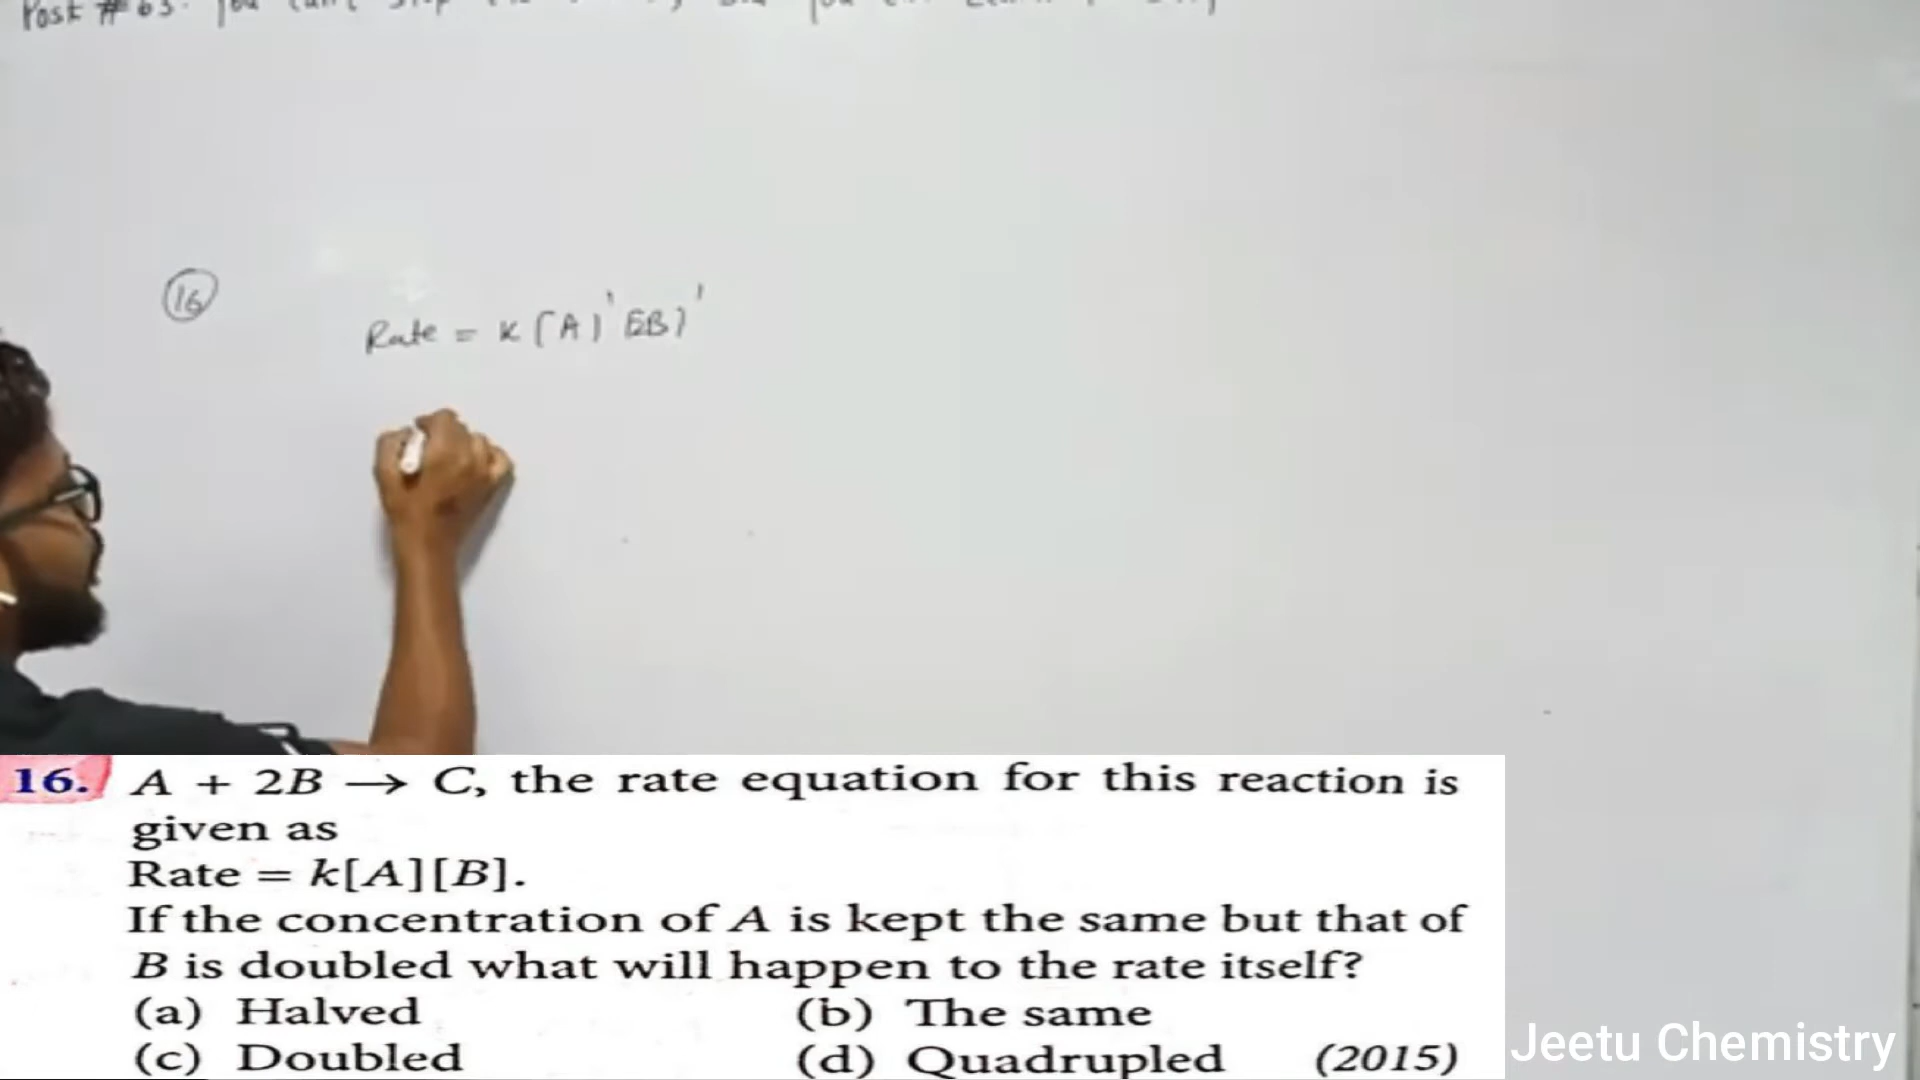 Post # 63.
16
Rate = K [A]' [B]'
16. A + 2B → C, the rate equation for this reaction is
given as
Rate = k[A][B].
If the concentration of A is kept the same but that of
B is doubled what will happen to the rate itself?
(a) Halved (b) The same
(c) Doubled (d) Quadrupled (2015)
Jeetu Chemistry